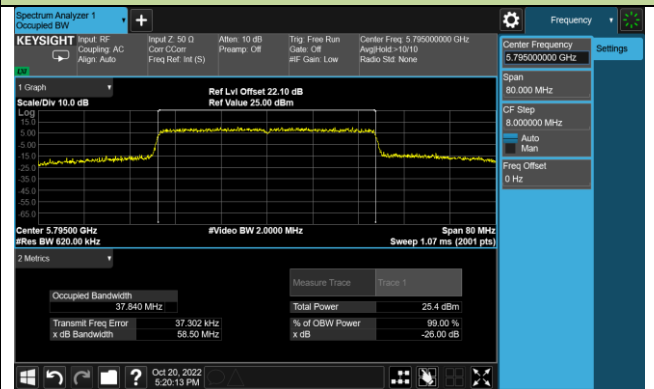 Spectrum Analyzer 1
Occupied BW
+
Frequency
KEYSIGHT
Input: RF
Coupling: AC
Align: Auto
Input Z: 50 Ω
Corr CCorr
Freq Ref: Int (S)
Atten: 10 dB
Preamp: Off
Trig: Free Run
Gate: Off
#IF Gain: Low
Center Freq: 5.795000000 GHz
Avg|Hold:>10/10
Radio Std: None
LXI
Center Frequency
5.795000000 GHz
Settings
Span
80.000 MHz
CF Step
8.000000 MHz
Auto
Man
Freq Offset
0 Hz
1 Graph
Scale/Div 10.0 dB
Ref Lvl Offset 22.10 dB
Ref Value 25.00 dBm
Log
15.0
5.00
-5.00
-15.0
-25.0
-35.0
-45.0
-55.0
-65.0
Center 5.79500 GHz
#Video BW 2.0000 MHz
Span 80 MHz
#Res BW 620.00 kHz
Sweep 1.07 ms (2001 pts)
2 Metrics
Measure Trace
Trace 1
Occupied Bandwidth
37.840 MHz
Total Power
25.4 dBm
Transmit Freq Error
37.302 kHz
% of OBW Power
99.00 %
x dB Bandwidth
58.50 MHz
x dB
-26.00 dB
?
Oct 20, 2022
5:20:13 PM